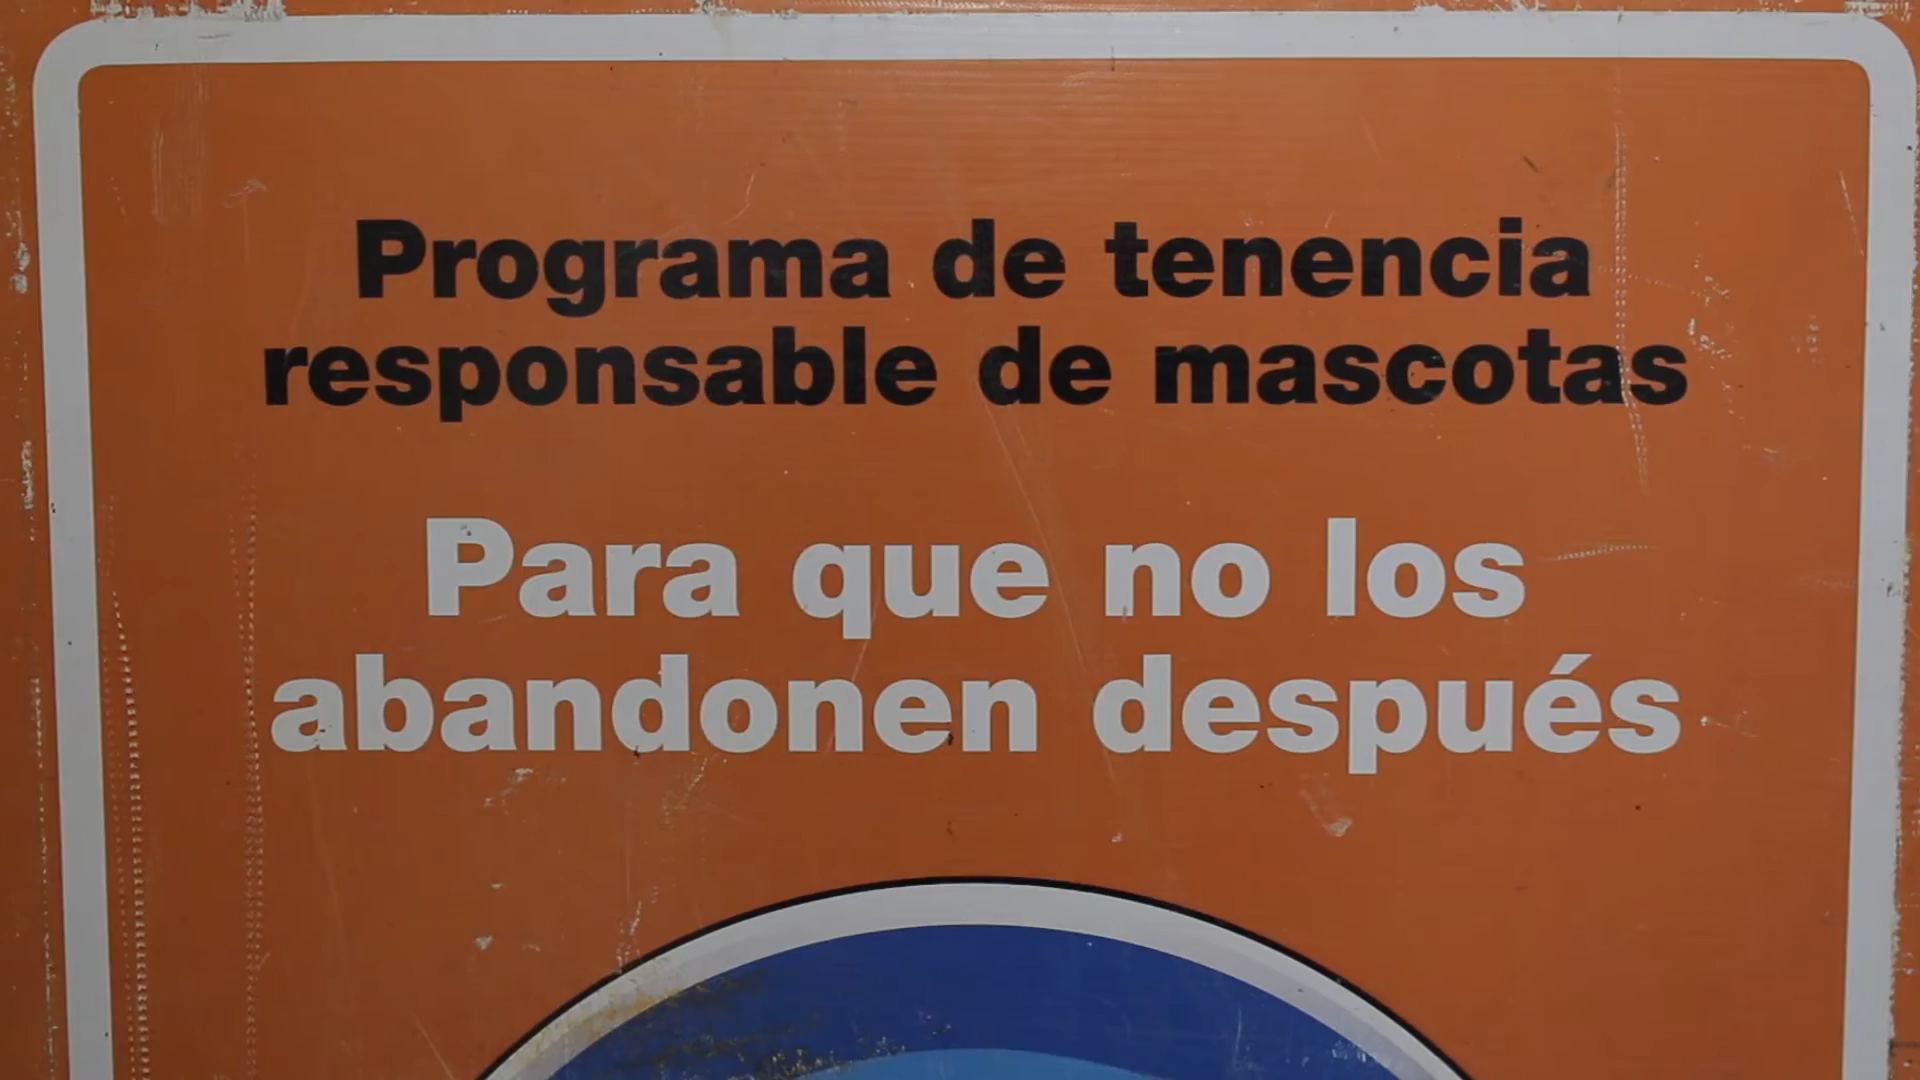 Programa de tenencia
responsable de mascotas
Para que no los
abandonen después